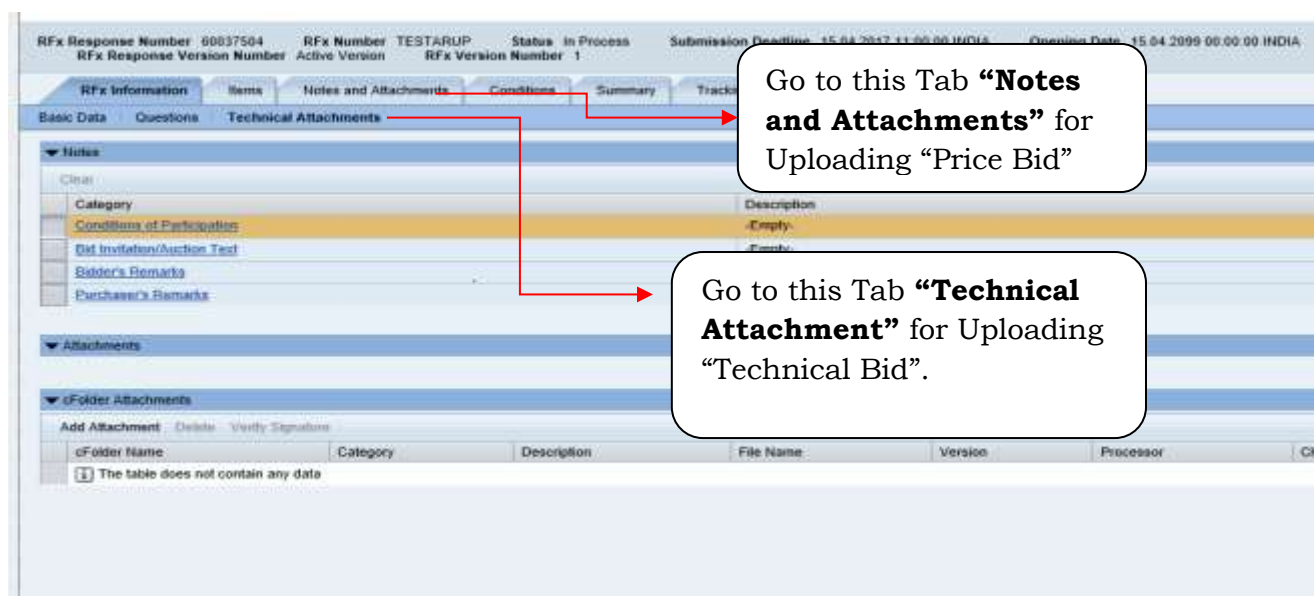 RFx Response Number 60037504 RFx Number TESTARUP Status In Process Submission Deadline 15.04.2017 11:00:00 INDIA Opening Date 15.04.2099 00:00:00 INDIA
RFx Response Version Number Active Version RFx Version Number 1
RFx Information Items Notes and Attachments Conditions Summary
Basic Data Questions Technical Attachments
Go to this Tab “Notes
and Attachments” for
Uploading “Price Bid”
Notes
Clear
Category Description
Conditions of Participation -Empty-
Bid Invitation/Auction Text -Empty-
Bidder's Remarks
Purchaser's Remarks
Go to this Tab “Technical
Attachment” for Uploading
“Technical Bid”.
Attachments
cFolder Attachments
Add Attachment Delete Verify Signature
cFolder Name Category Description File Name Version Processor
The table does not contain any data